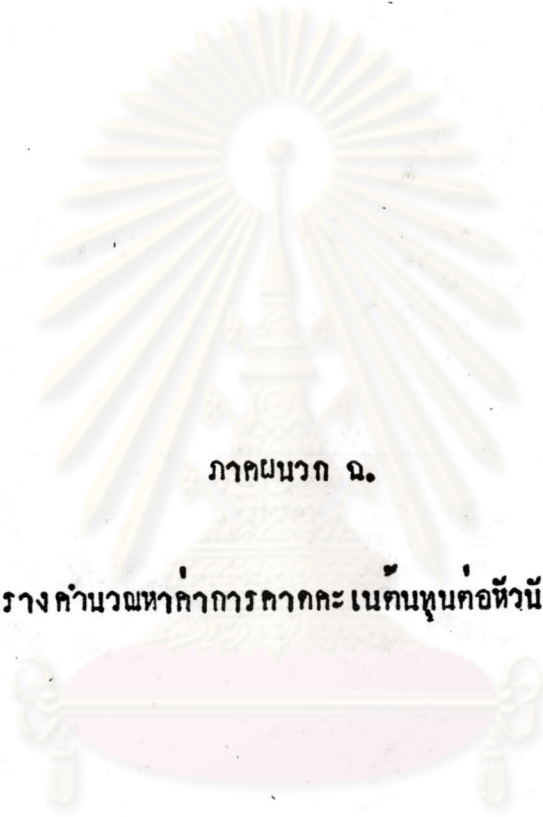 ภาคผนวก ฉ.
รางคำนวณหาค่าการคาดคะเนต้นทุนต่อหัวนั